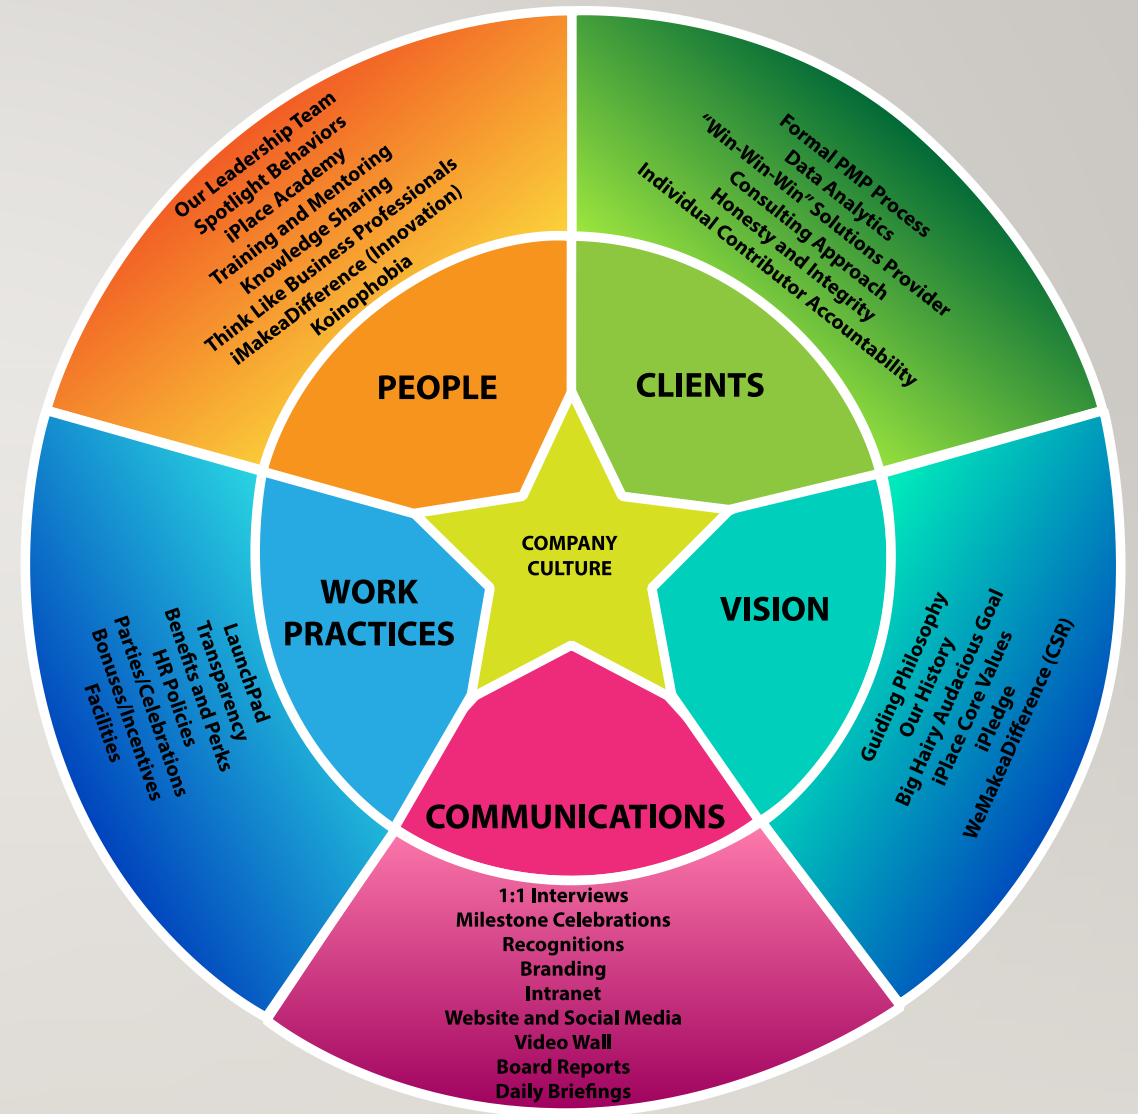 Our Leadership Team
Spotlight Behaviors
iPlace Academy
Training and Mentoring
Knowledge Sharing
Think Like Business Professionals
iMakeaDifference (Innovation)
Koinophobia
PEOPLE
Formal PMP Process
Data Analytics
“Win-Win-Win” Solutions Provider
Consulting Approach
Honesty and Integrity
Individual Contributor Accountability
CLIENTS
COMPANY
CULTURE
WORK
PRACTICES
LaunchPad
Transparency
Benefits and Perks
HR Policies
Parties/Celebrations
Bonuses/Incentives
Facilities
VISION
Guiding Philosophy
Our History
Big Hairy Audacious Goal
iPlace Core Values
iPledge
WeMakeaDifference (CSR)
COMMUNICATIONS
1:1 Interviews
Milestone Celebrations
Recognitions
Branding
Intranet
Website and Social Media
Video Wall
Board Reports
Daily Briefings